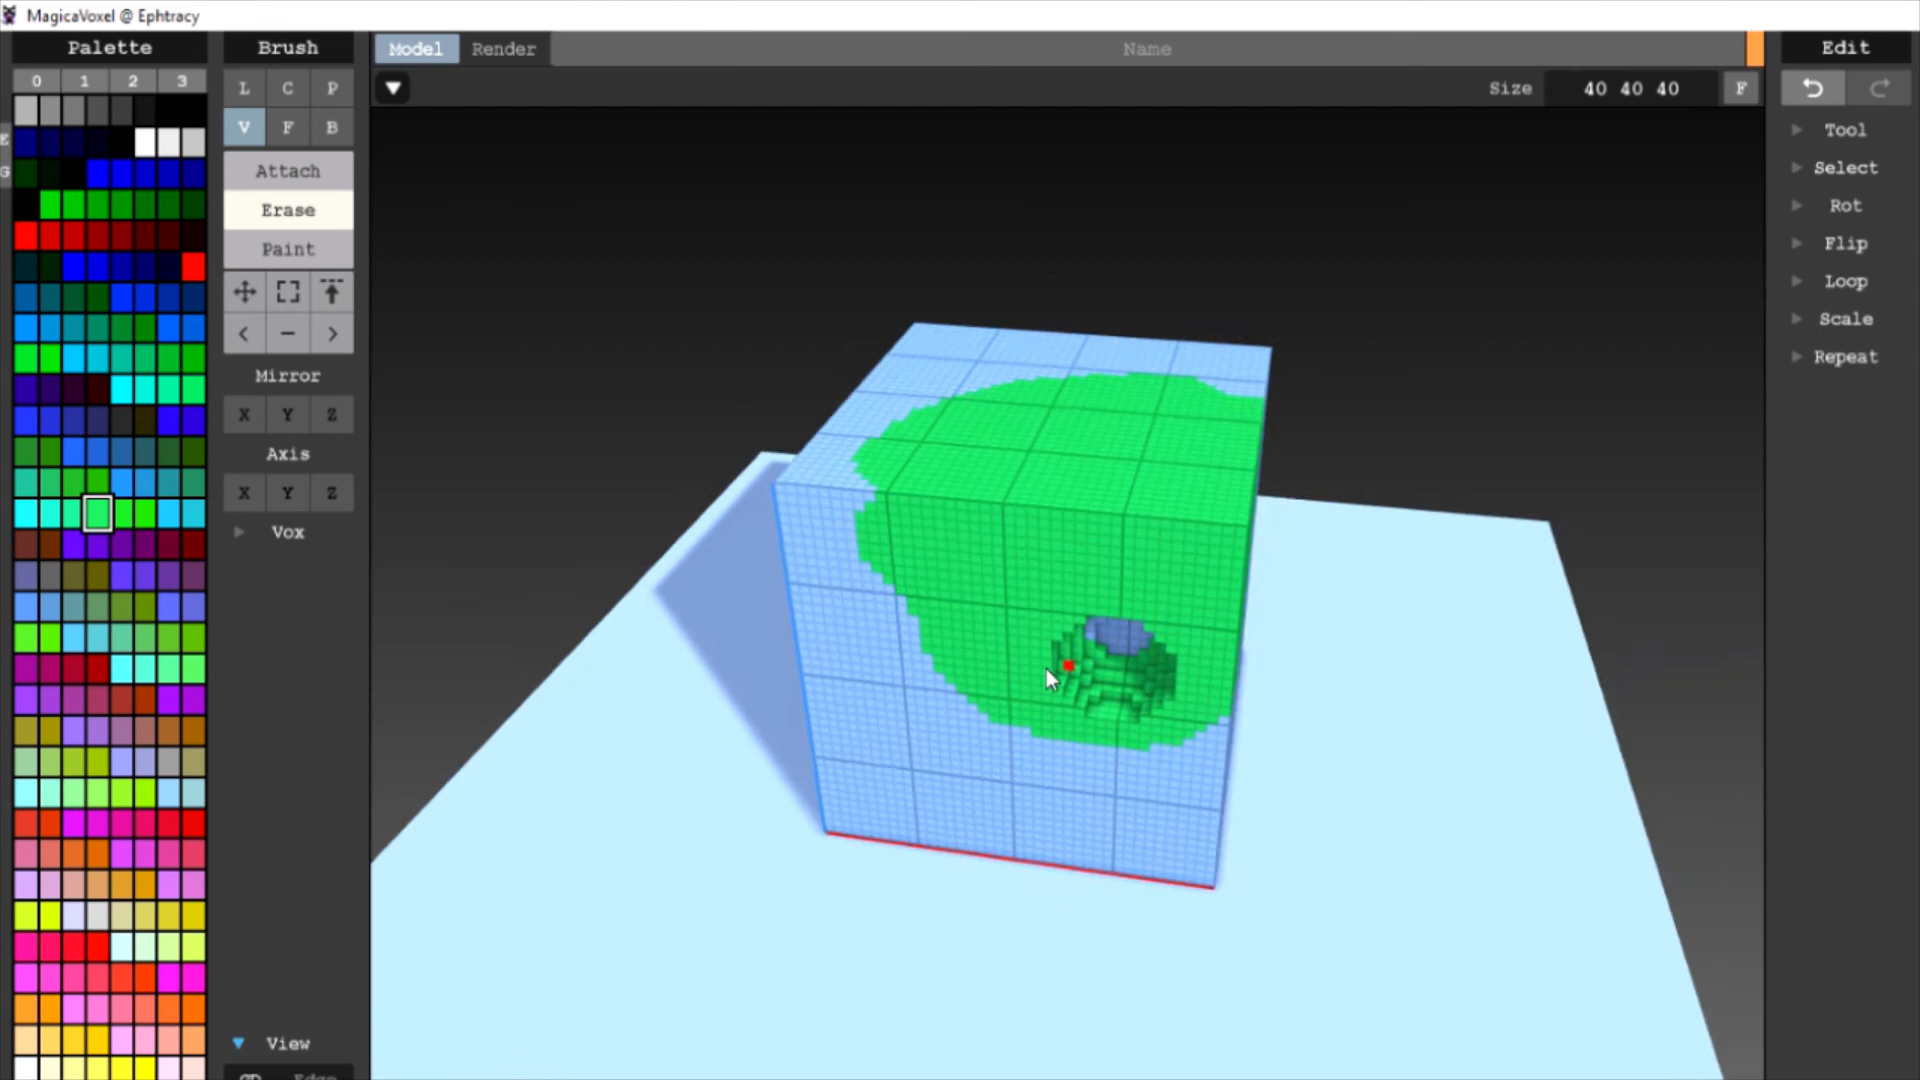 MagicaVoxel @ Ephtracy
Palette
Brush
Model
Render
Name
Edit
0 1 2 3
L C P
Size 40 40 40 F
V F B
E
G
Attach
Erase
Paint
Tool
Select
Rot
Flip
Loop
Scale
Repeat
< - >
Mirror
X Y Z
Axis
X Y Z
Vox
View
Edge